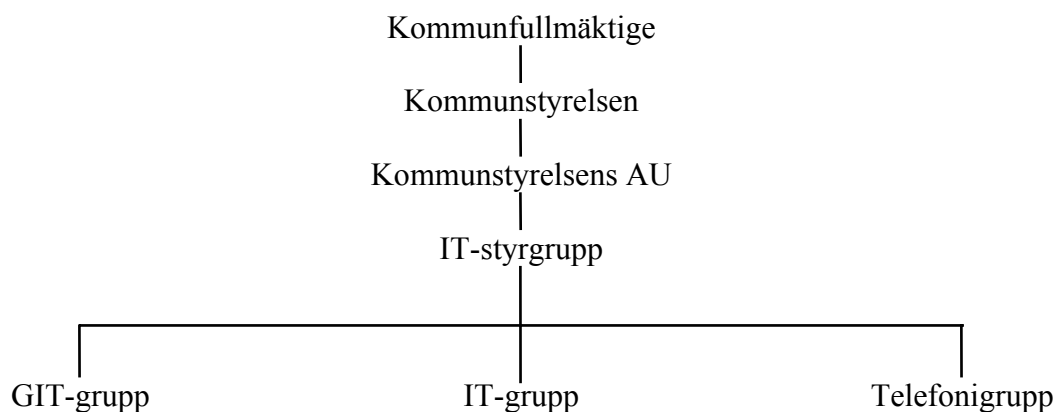 Kommunfullmäktige
Kommunstyrelsen
Kommunstyrelsens AU
IT-styrgrupp
GIT-grupp IT-grupp Telefonigrupp